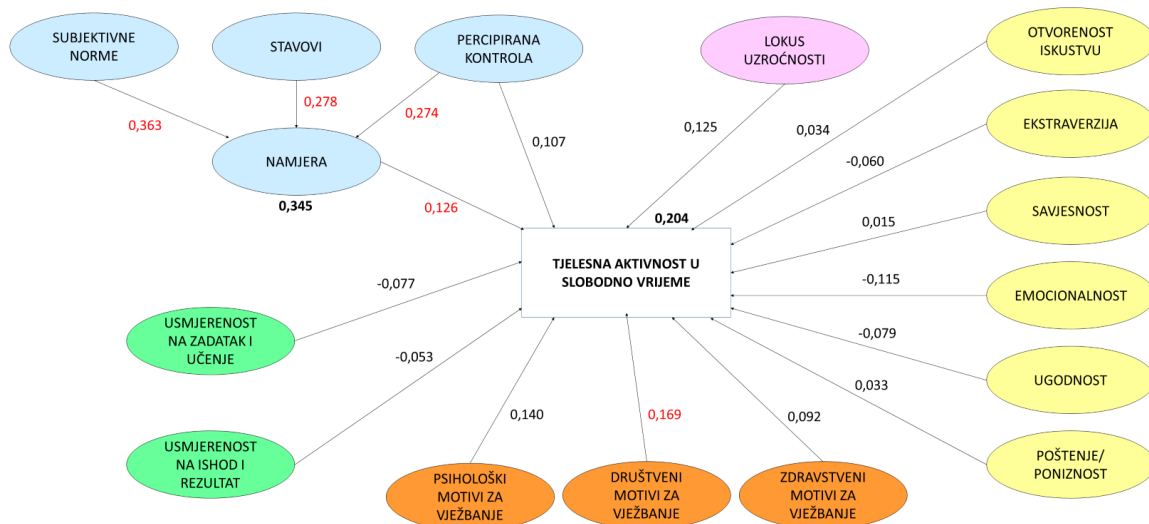 SUBJEKTIVNE
NORME
STAVOVI
PERCIPIRANA
KONTROLA
LOKUS
UZROĆNOSTI
OTVORENOST
ISKUSTVU
0,363
0,278
0,274
0,107
0,125
0,034
EKSTRAVERZIJA
-0,060
NAMJERA
0,345
0,126
0,204
0,015
SAVJESNOST
TJELESNA AKTIVNOST U
SLOBODNO VRIJEME
-0,077
-0,115
EMOCIONALNOST
USMJERENOST
NA ZADATAK I
UČENJE
-0,053
-0,079
UGODNOST
0,033
0,140
0,169
0,092
USMJERENOST
NA ISHOD I
REZULTAT
PSIHOLOŠKI
MOTIVI ZA
VJEŽBANJE
DRUŠTVENI
MOTIVI ZA
VJEŽBANJE
ZDRAVSTVENI
MOTIVI ZA
VJEŽBANJE
POŠTENJE/
PONIZNOST